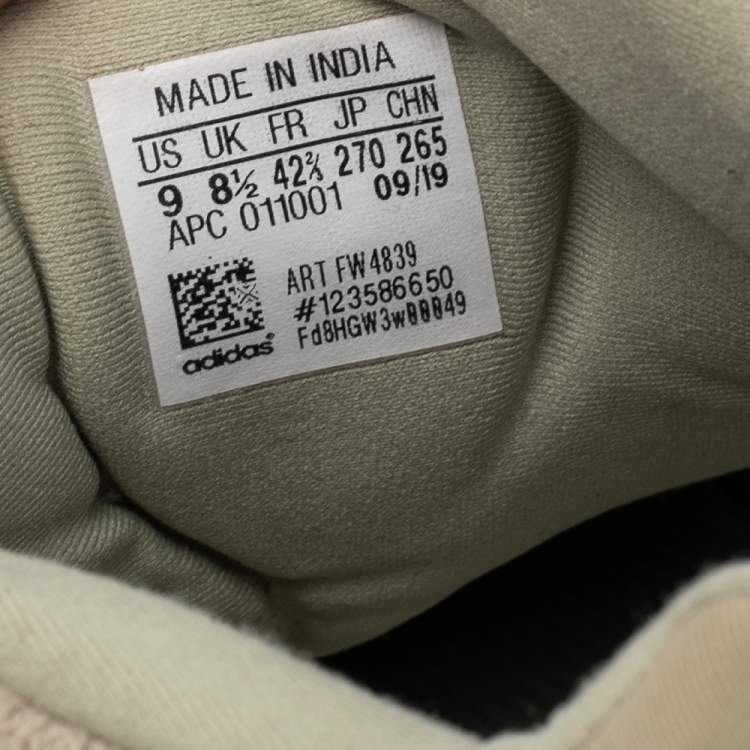 MADE IN INDIA
US UK FR JP CHN
9 8½ 42⅔ 270 265
APC 011001 09/19
ART FW4839
#123586650
adidas